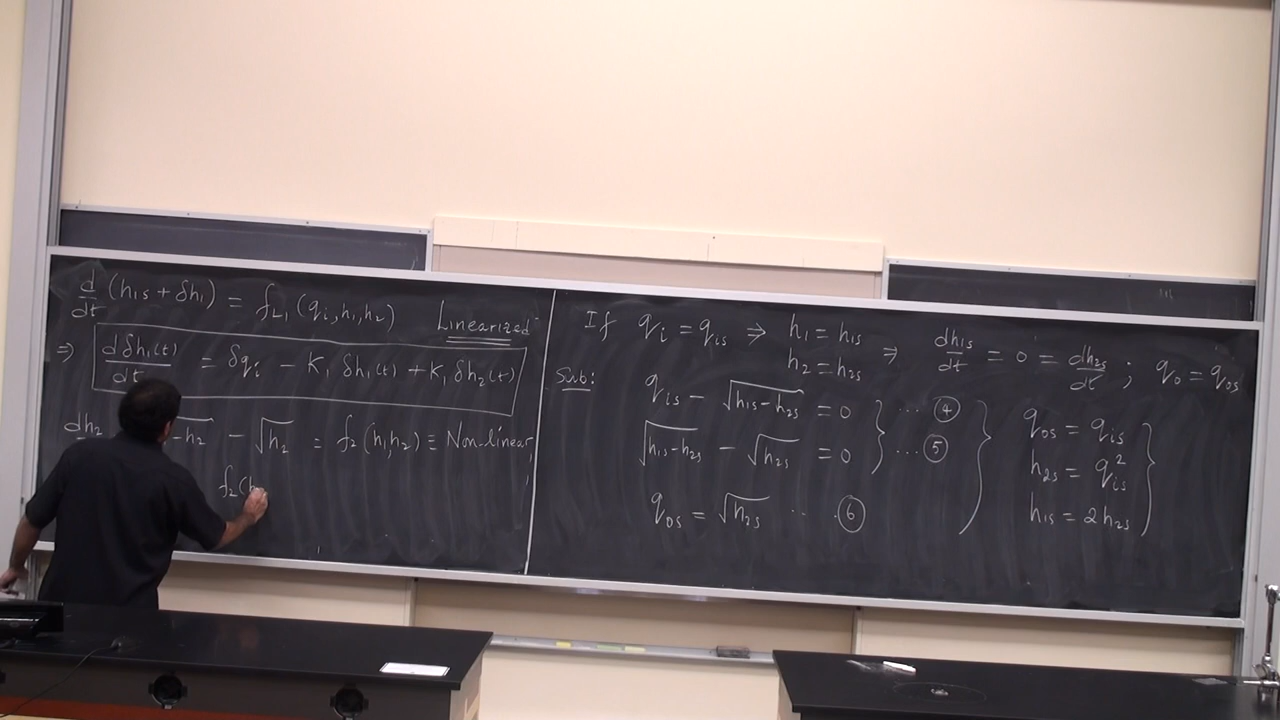 d/dt (h1s + δh1) = fL1 (qi, h1, h2) Linearized
⇒ dδh1(t)/dt = δqi − K1 δh1(t) + K1 δh2(t)
dh2 −h2 − √h2 = f2 (h1, h2) ≡ Non-linear
f2(h
If qi = qis ⇒ h1 = h1s
h2 = h2s
⇒ dh1s/dt = 0 = dh2s/dt ; qo = qos
Sub:
qis − √h1s−h2s = 0 } ... ④
√h1s−h2s − √h2s = 0 } ... ⑤
qos = √h2s ... ⑥
qos = qis
h2s = qis²
h1s = 2h2s